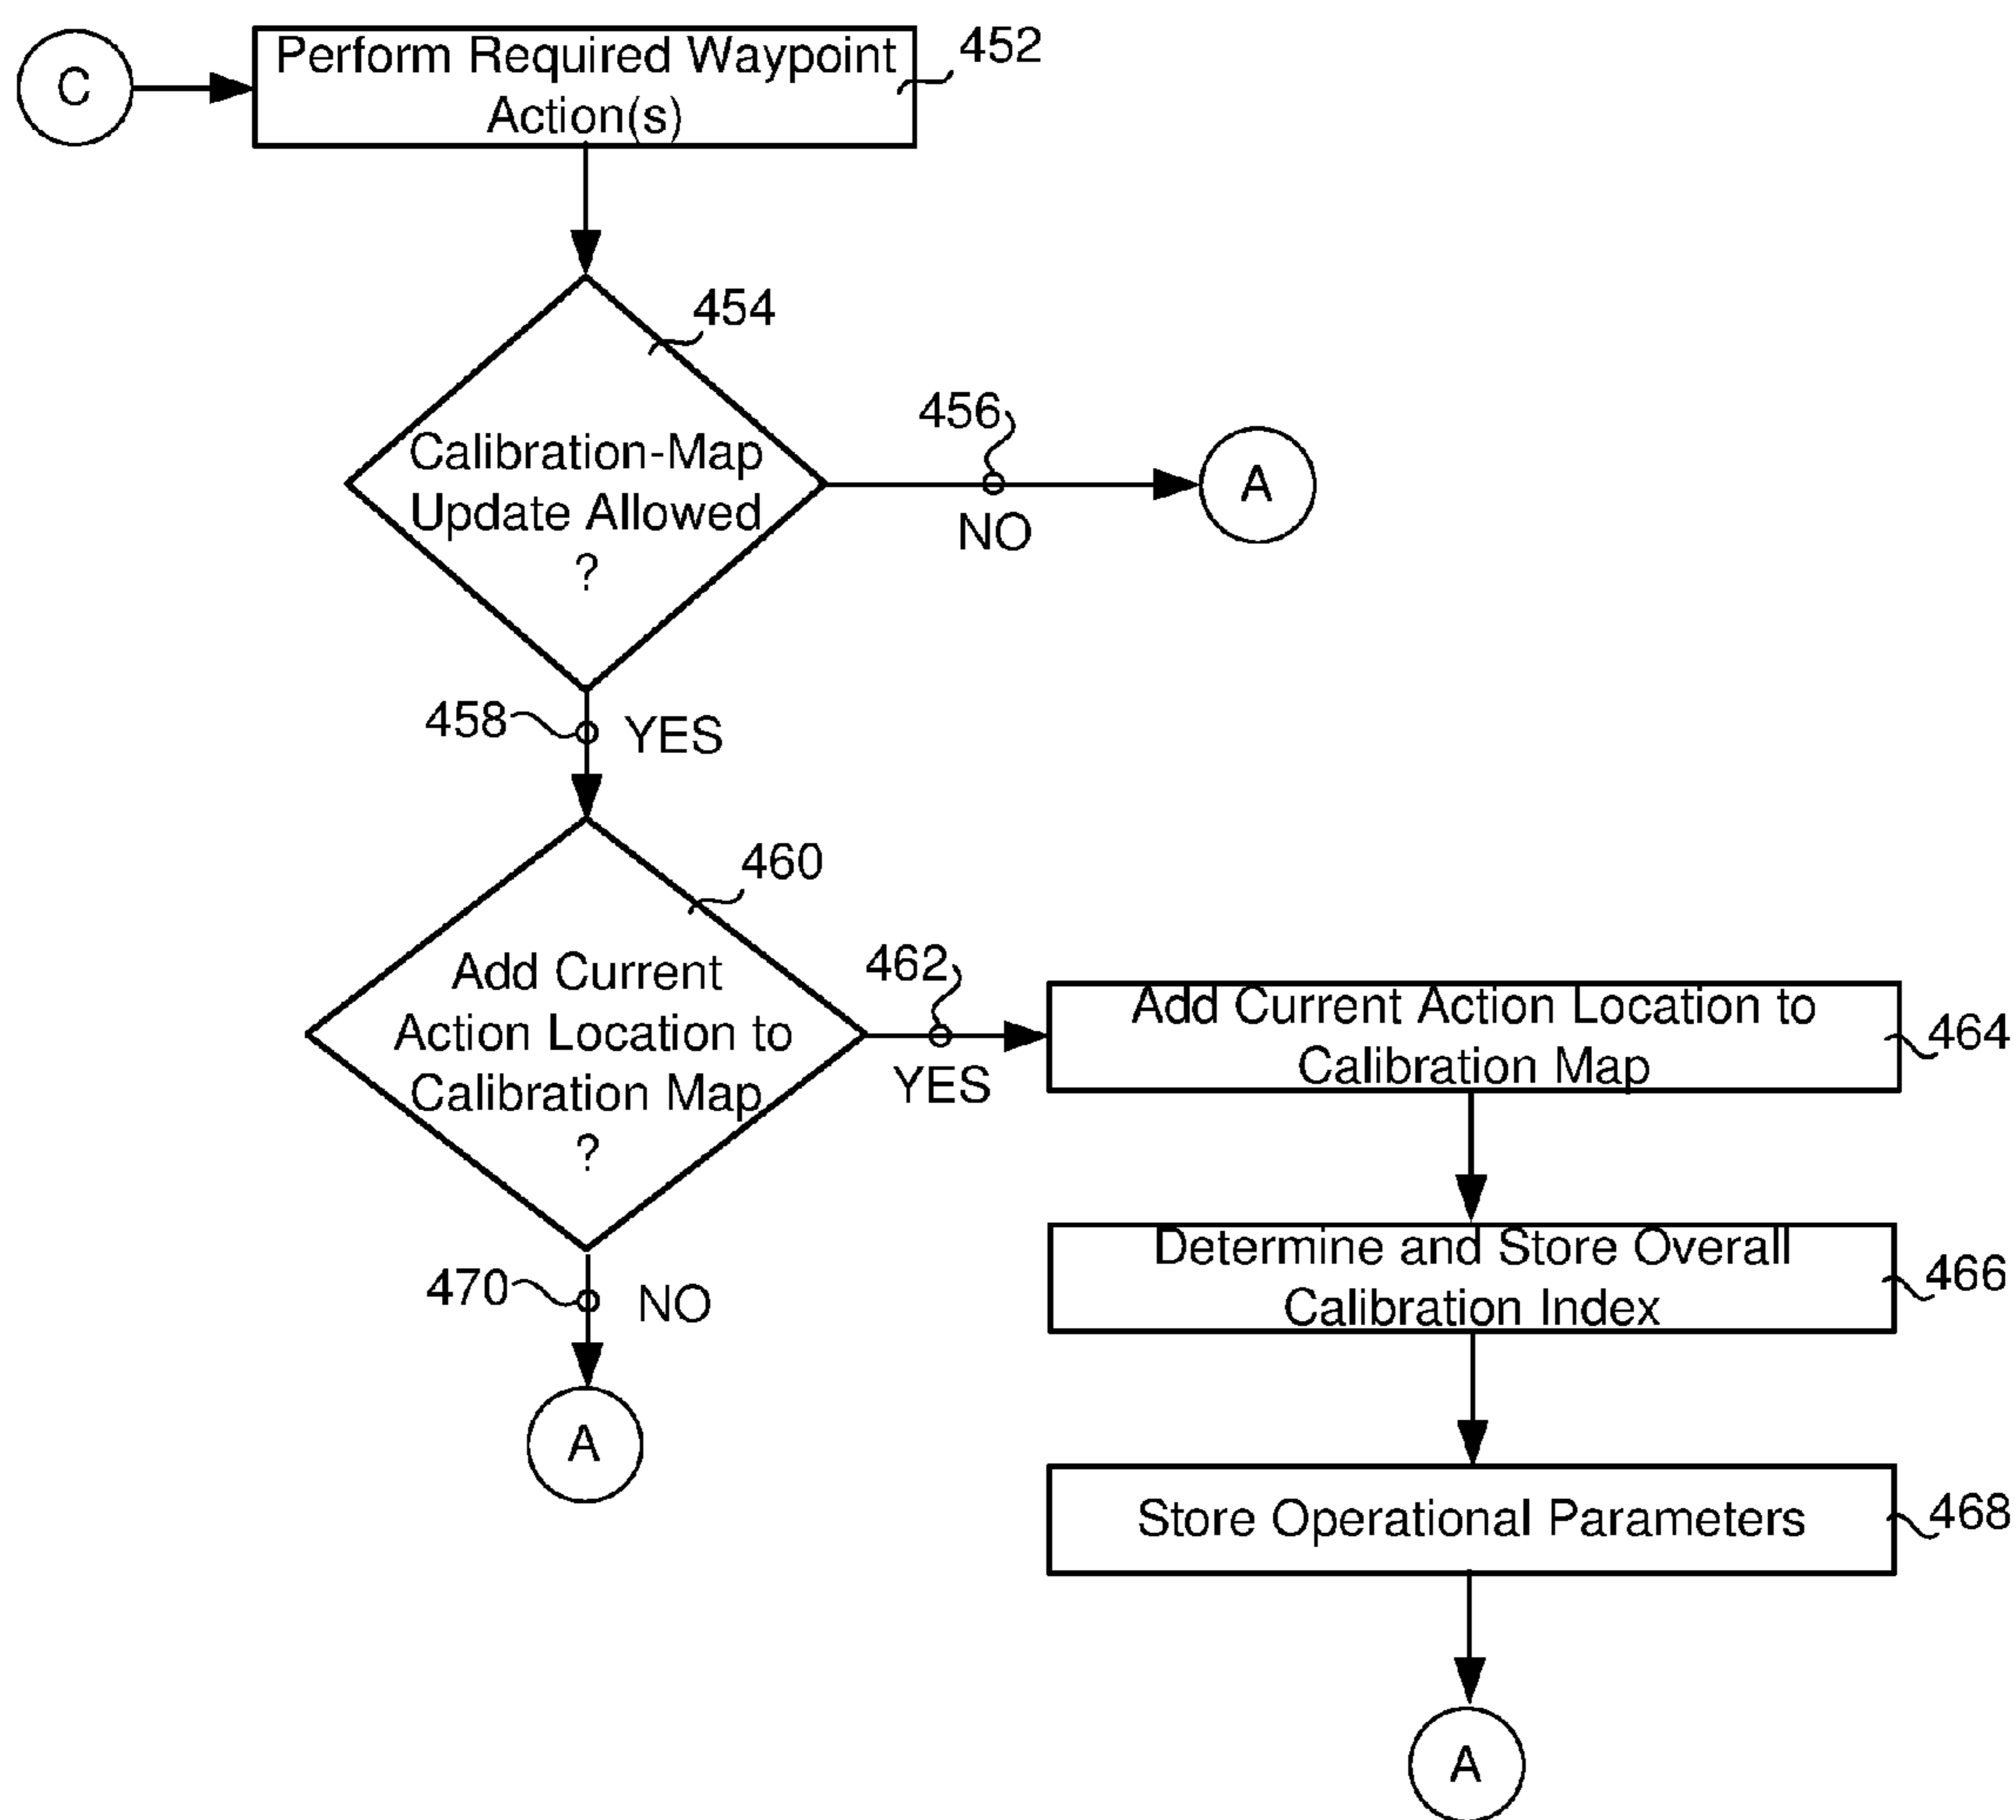 C
Perform Required Waypoint
Action(s)
452
454
Calibration-Map
Update Allowed
?
456
NO
A
458
YES
460
Add Current
Action Location to
Calibration Map
?
462
YES
Add Current Action Location to
Calibration Map
464
Determine and Store Overall
Calibration Index
466
470
NO
A
Store Operational Parameters
468
A